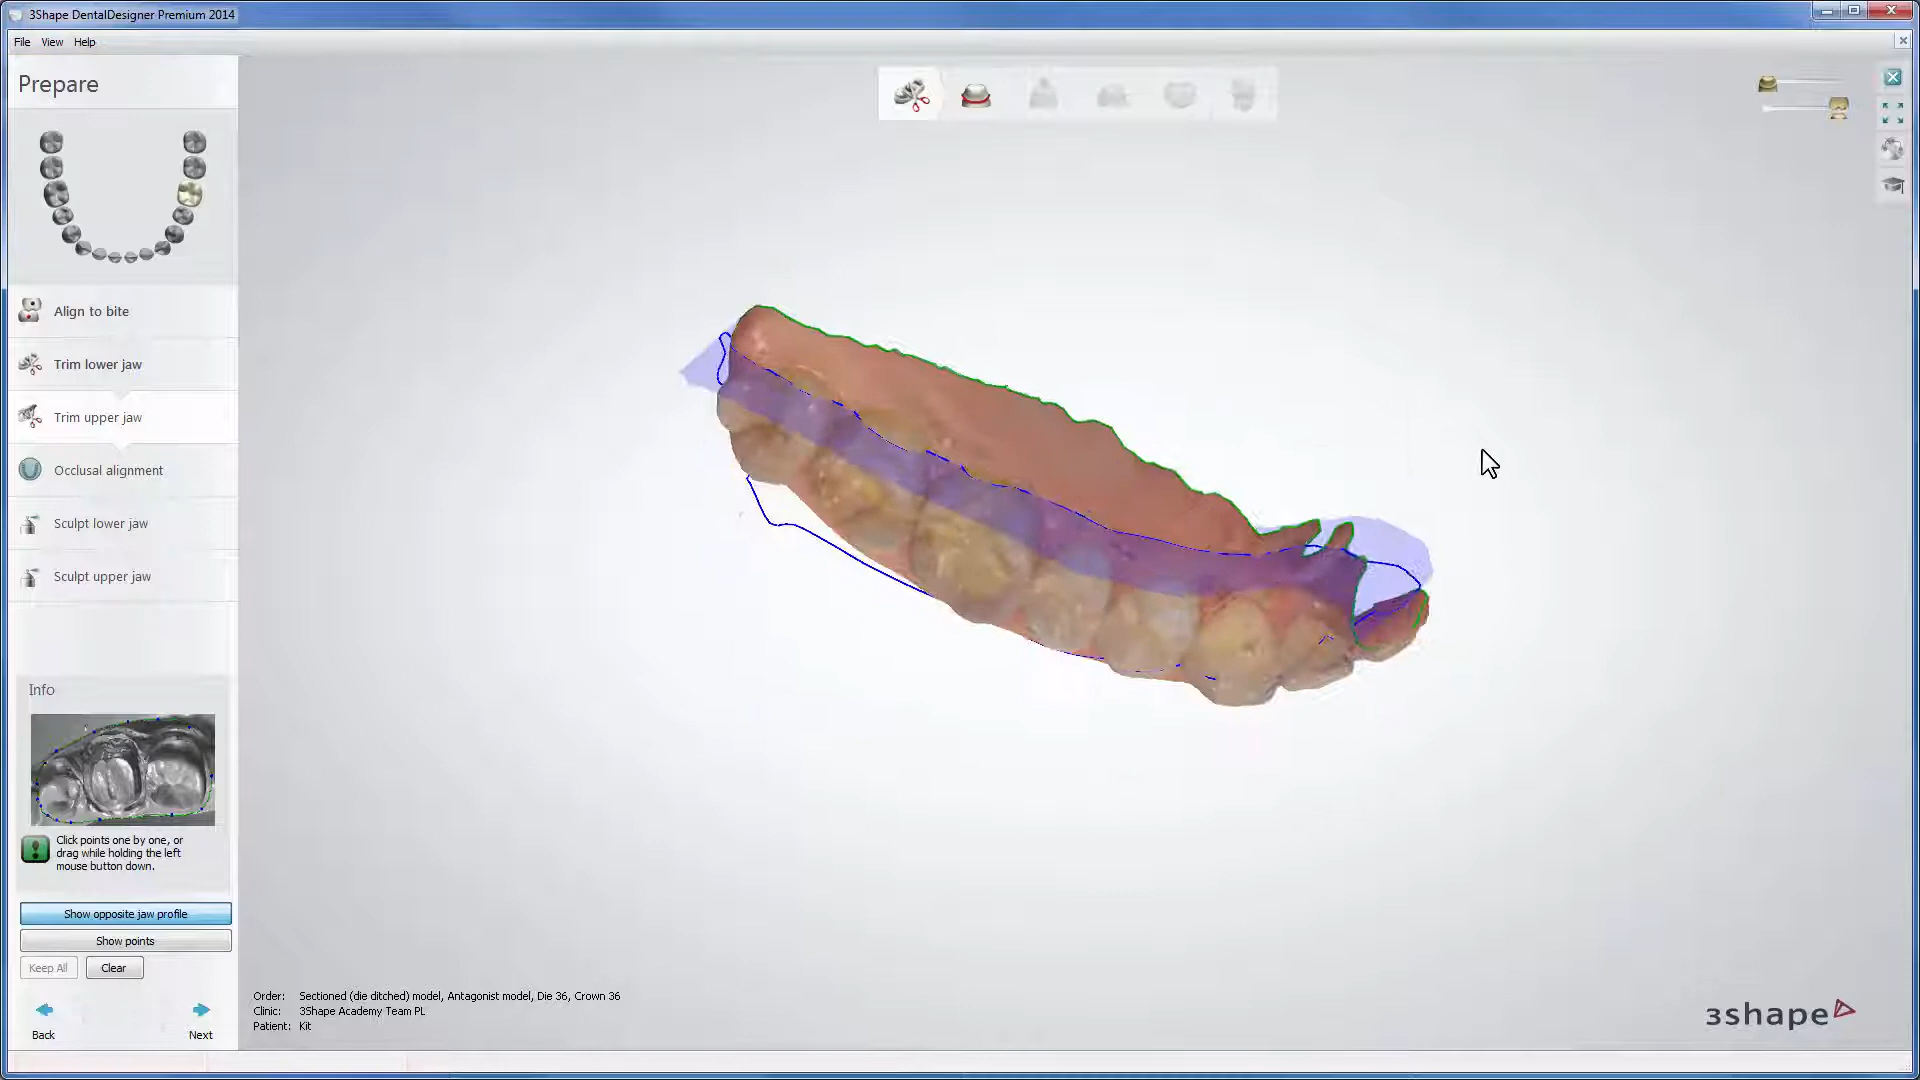 3Shape DentalDesigner Premium 2014
File View Help
Prepare
Align to bite
Trim lower jaw
Trim upper jaw
Occlusal alignment
Sculpt lower jaw
Sculpt upper jaw
Info
Click points one by one, or
drag while holding the left
mouse button down.
Show opposite jaw profile
Show points
Keep All Clear
Back Next
Order: Sectioned (die ditched) model, Antagonist model, Die 36, Crown 36
Clinic: 3Shape Academy Team PL
Patient: Kit
3shape